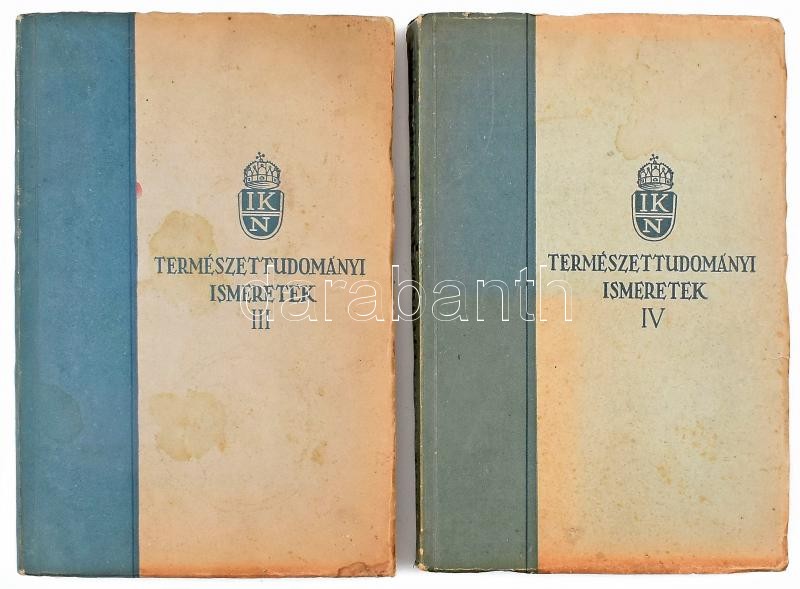 IK
N
TERMÉSZETTUDOMÁNYI
ISMERETEK
III
IK
N
TERMÉSZETTUDOMÁNYI
ISMERETEK
IV
darabanth